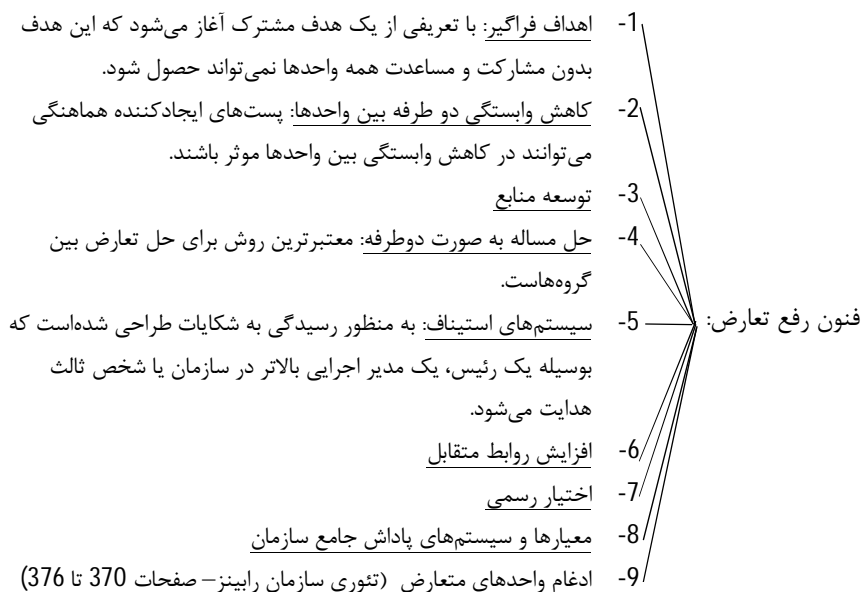 فنون رفع تعارض:
1- اهداف فراگیر: با تعریفی از یک هدف مشترک آغاز می‌شود که این هدف
بدون مشارکت و مساعدت همه واحدها نمی‌تواند حصول شود.
2- کاهش وابستگی دو طرفه بین واحدها: پست‌های ایجادکننده هماهنگی
می‌توانند در کاهش وابستگی بین واحدها موثر باشند.
3- توسعه منابع
4- حل مساله به صورت دوطرفه: معتبرترین روش برای حل تعارض بین
گروه‌هاست.
5- سیستم‌های استیناف: به منظور رسیدگی به شکایات طراحی شده‌است که
بوسیله یک رئیس، یک مدیر اجرایی بالاتر در سازمان یا شخص ثالث
هدایت می‌شود.
6- افزایش روابط متقابل
7- اختیار رسمی
8- معیارها و سیستم‌های پاداش جامع سازمان
9- ادغام واحدهای متعارض (تئوری سازمان رابینز– صفحات 370 تا 376)